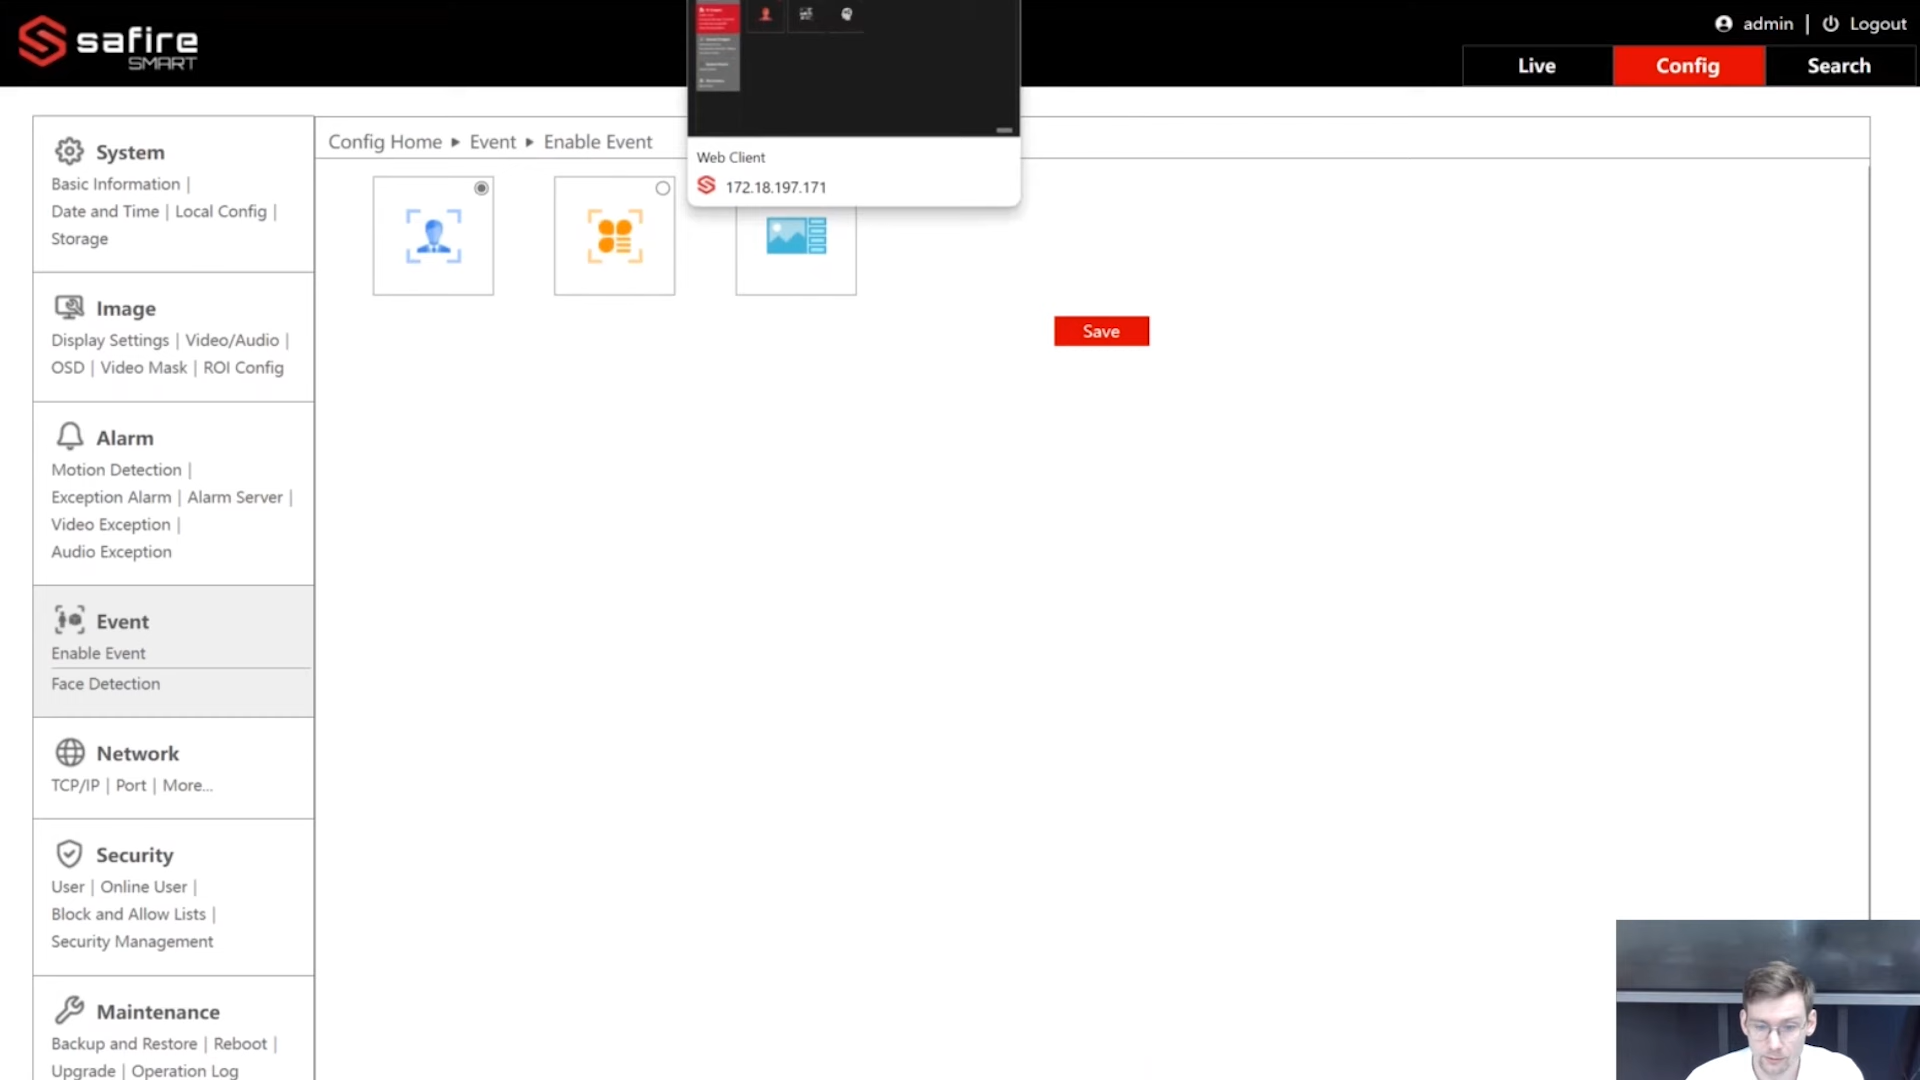 safire
SMART
admin | Logout
Live Config Search
Web Client
172.18.197.171
Config Home ▸ Event ▸ Enable Event
Save
System
Basic Information |
Date and Time | Local Config |
Storage
Image
Display Settings | Video/Audio |
OSD | Video Mask | ROI Config
Alarm
Motion Detection |
Exception Alarm | Alarm Server |
Video Exception |
Audio Exception
Event
Enable Event
Face Detection
Network
TCP/IP | Port | More...
Security
User | Online User |
Block and Allow Lists |
Security Management
Maintenance
Backup and Restore | Reboot |
Upgrade | Operation Log